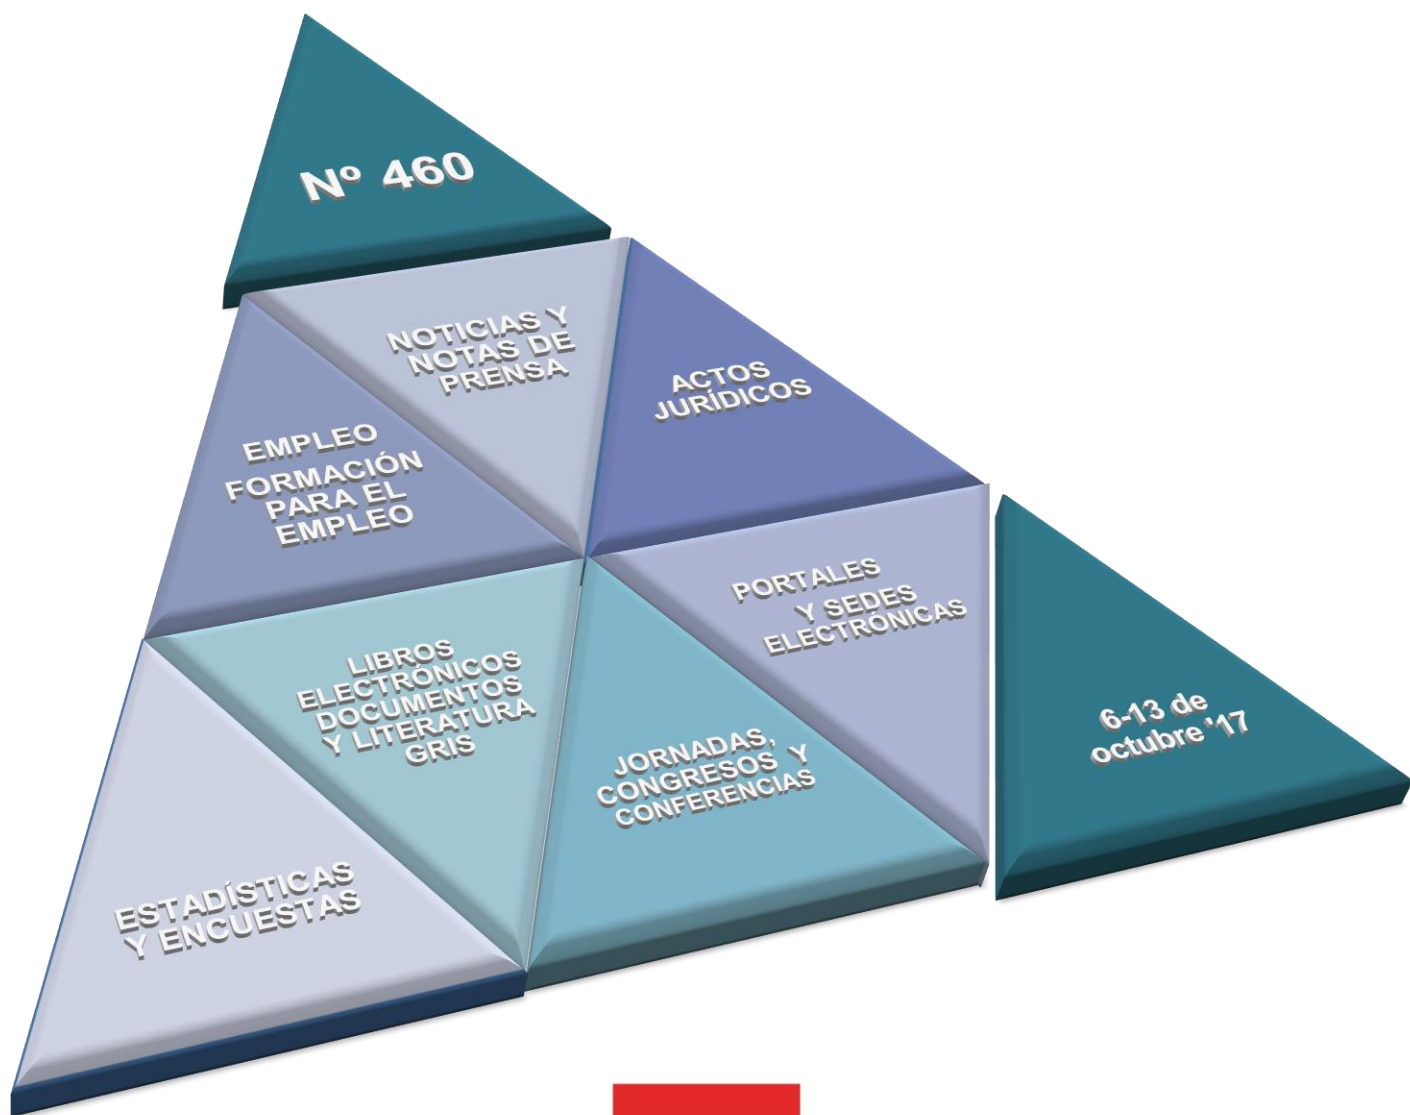 Nº 460
NOTICIAS Y
NOTAS DE
PRENSA
ACTOS
JURÍDICOS
EMPLEO
FORMACIÓN
PARA EL
EMPLEO
PORTALES
Y SEDES
ELECTRÓNICAS
LIBROS
ELECTRÓNICOS
DOCUMENTOS
Y LITERATURA
GRIS
JORNADAS,
CONGRESOS Y
CONFERENCIAS
6-13 de
octubre '17
ESTADÍSTICAS
Y ENCUESTAS